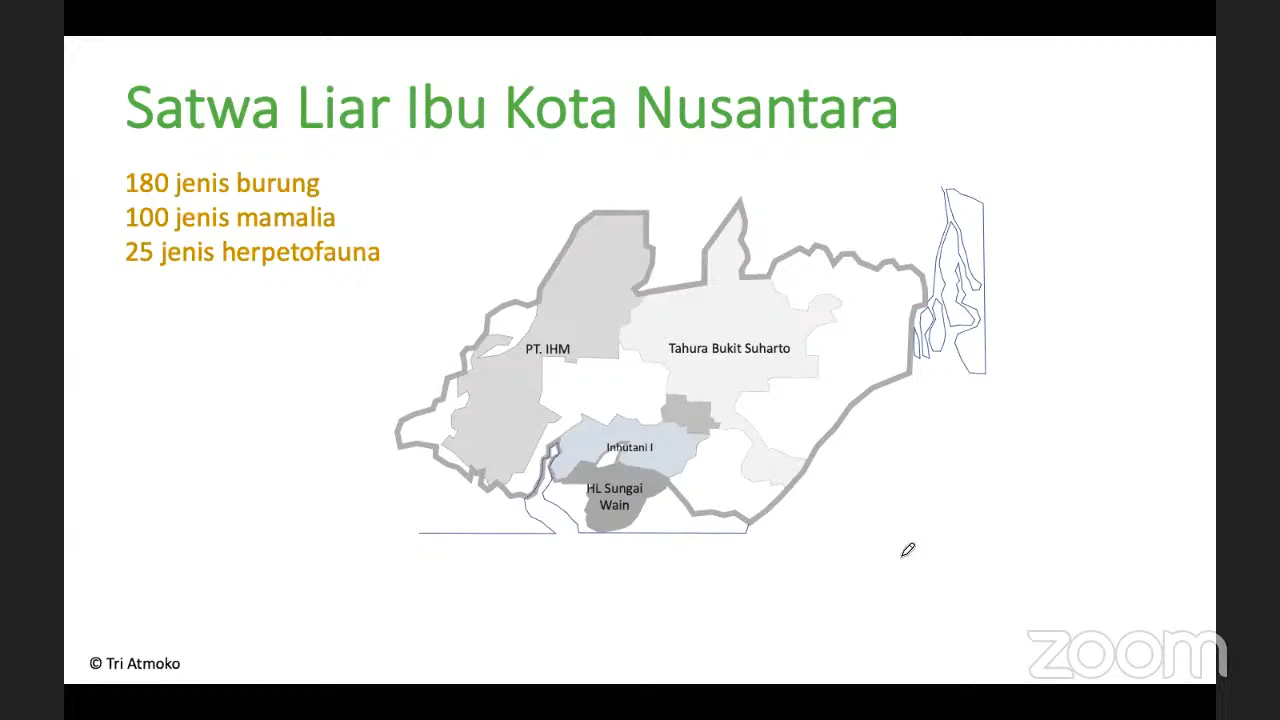 Satwa Liar Ibu Kota Nusantara
180 jenis burung
100 jenis mamalia
25 jenis herpetofauna
PT. IHM
Tahura Bukit Suharto
Inhutani I
HL Sungai
Wain
© Tri Atmoko
zoom